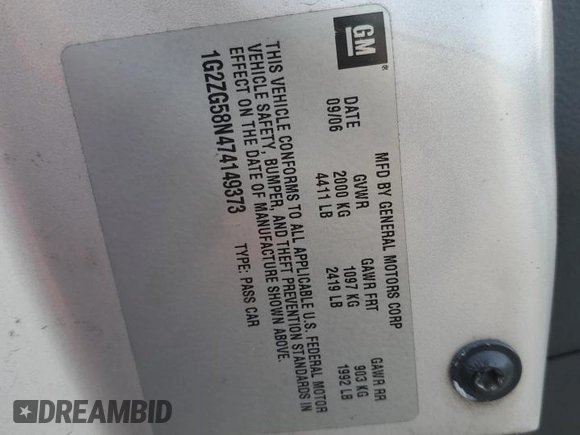 GM
MFD BY GENERAL MOTORS CORP
DATE GVWR GAWR FRT GAWR RR
09/06 2000 KG 1097 KG 903 KG
4411 LB 2419 LB 1992 LB
THIS VEHICLE CONFORMS TO ALL APPLICABLE U.S. FEDERAL MOTOR
VEHICLE SAFETY, BUMPER, AND THEFT PREVENTION STANDARDS IN
EFFECT ON THE DATE OF MANUFACTURE SHOWN ABOVE.
1G2ZG58N474149373 TYPE: PASS CAR
DREAMBID